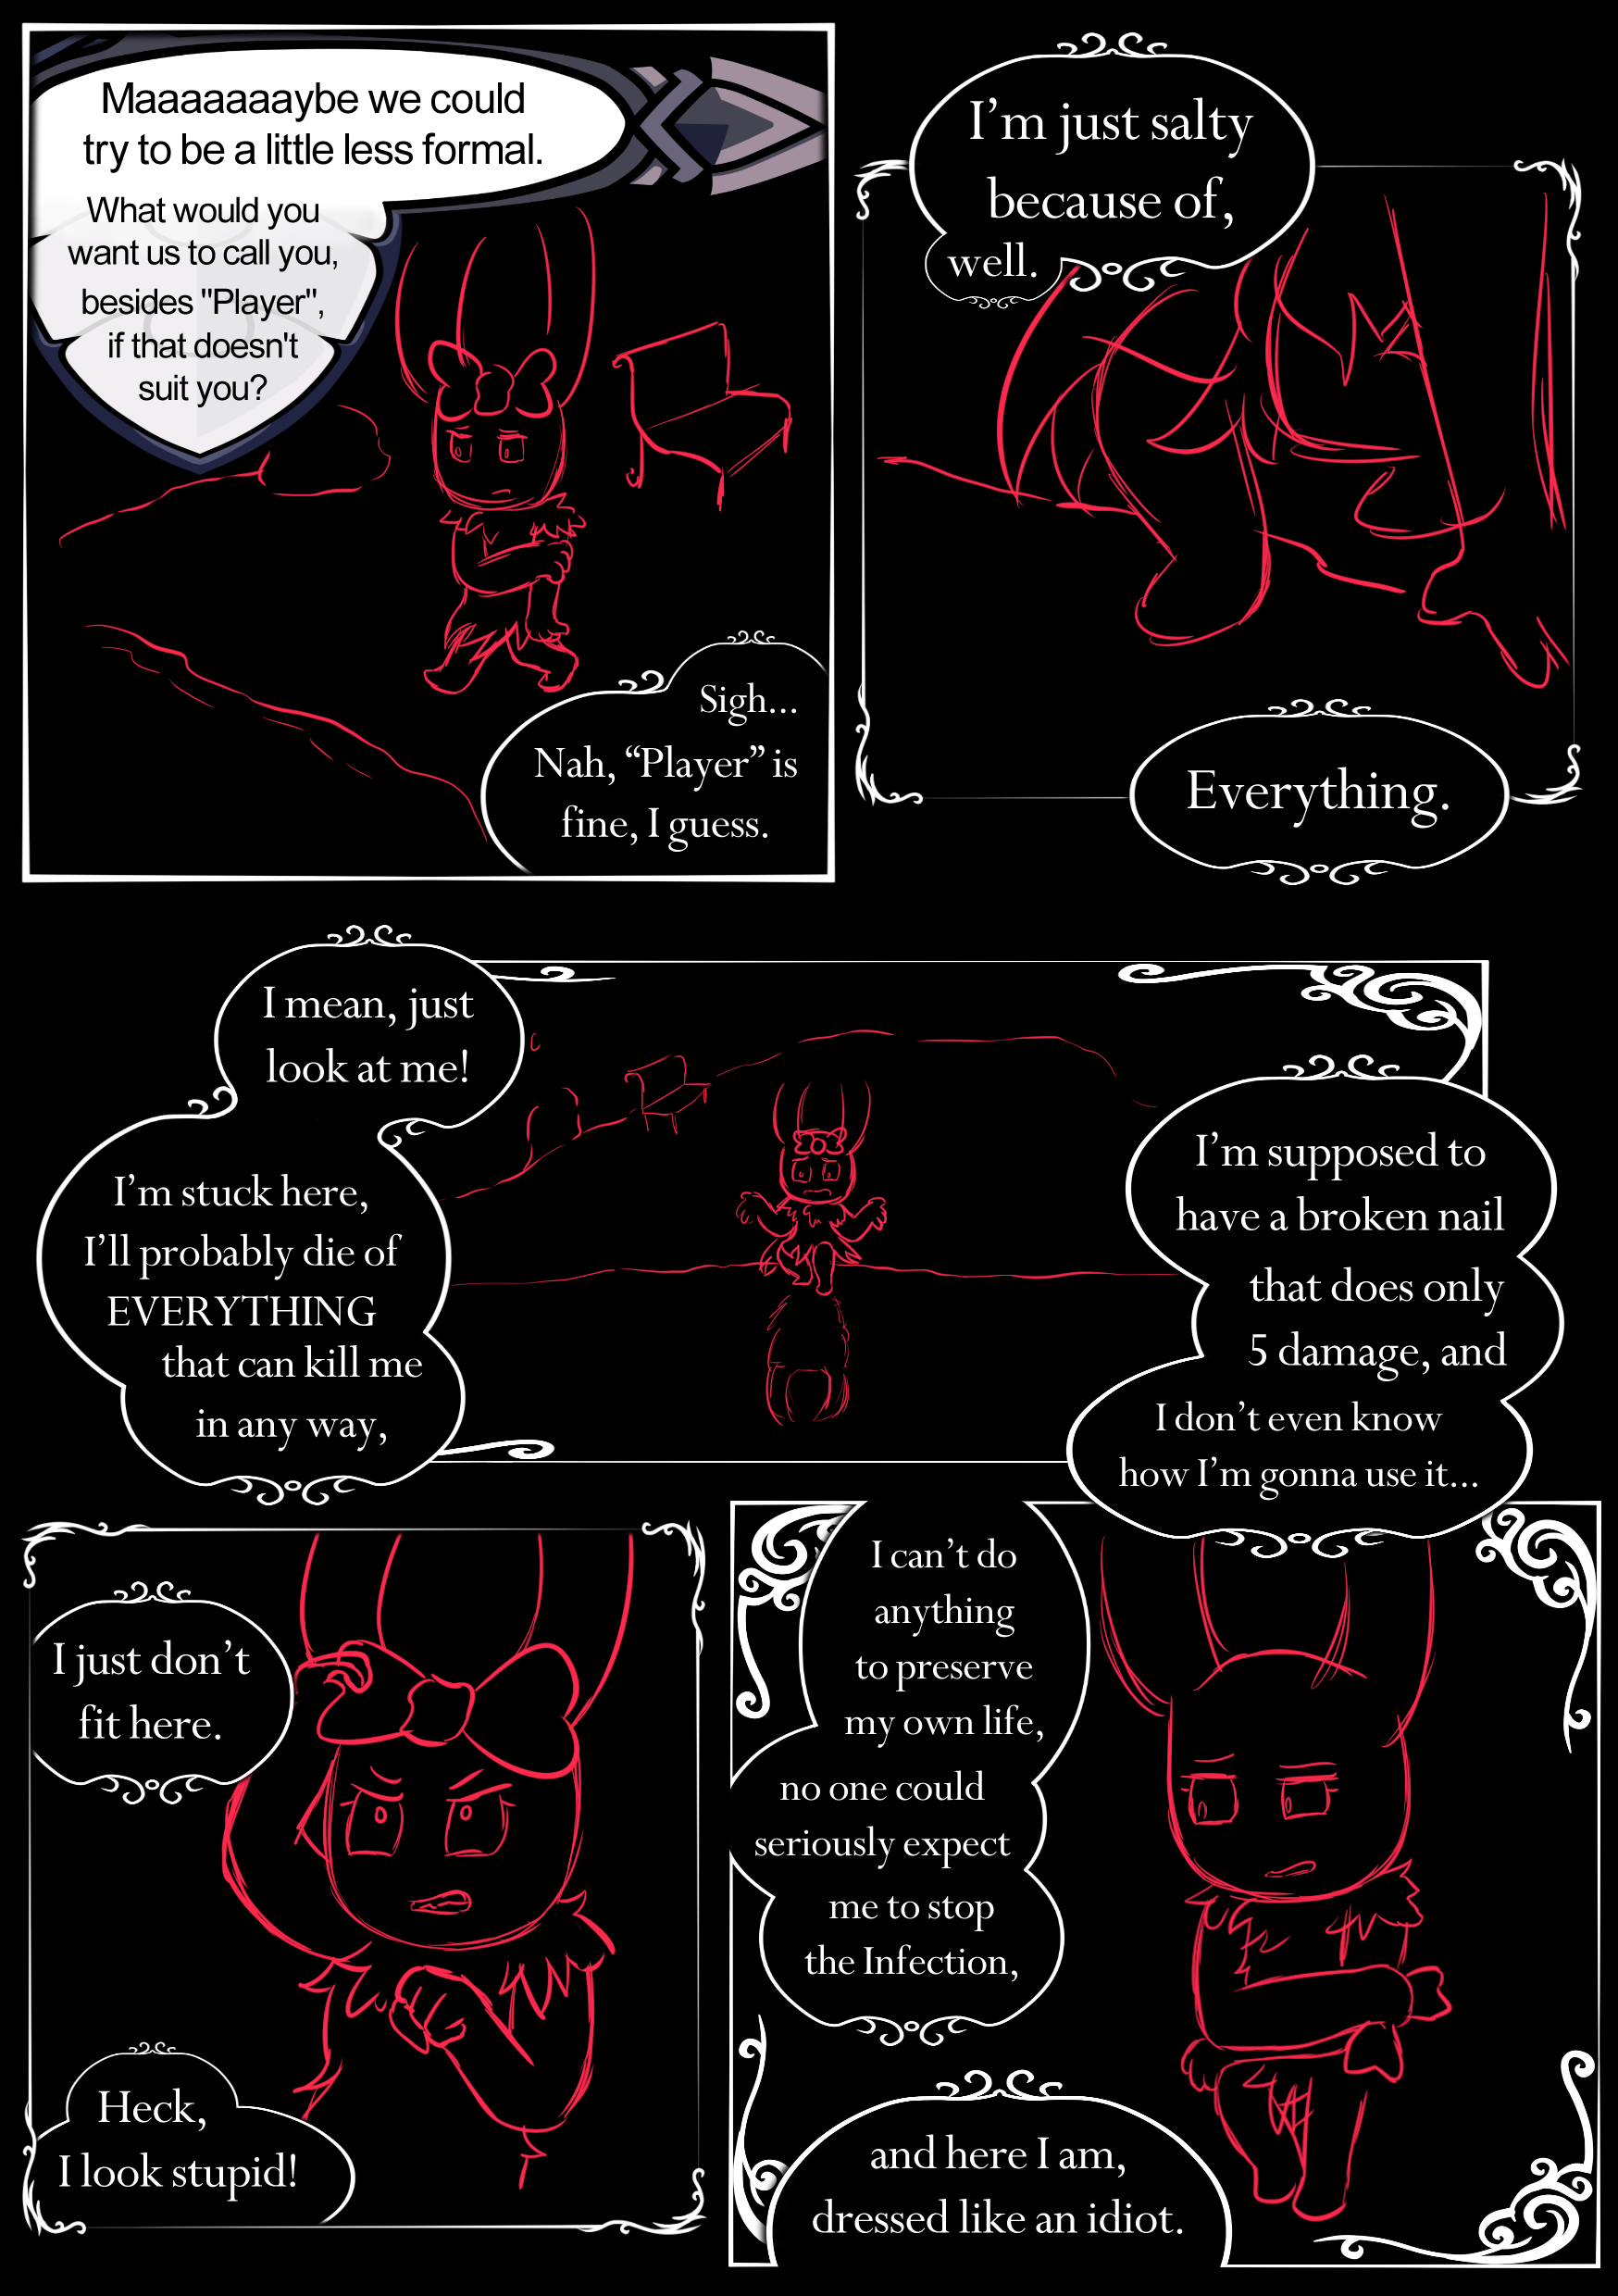 Maaaaaaaybe we could
try to be a little less formal.
What would you
want us to call you,
besides "Player",
if that doesn't
suit you?
Sigh...
Nah, “Player” is
fine, I guess.
I’m just salty
because of,
well.
Everything.
I mean, just
look at me!
I’m stuck here,
I’ll probably die of
EVERYTHING
that can kill me
in any way,
I’m supposed to
have a broken nail
that does only
5 damage, and
I don’t even know
how I’m gonna use it...
I just don’t
fit here.
Heck,
I look stupid!
I can’t do
anything
to preserve
my own life,
no one could
seriously expect
me to stop
the Infection,
and here I am,
dressed like an idiot.